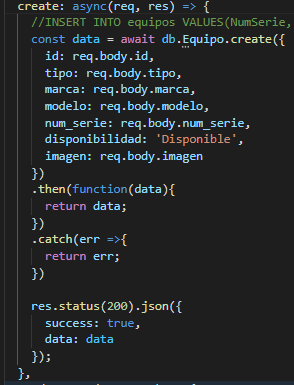 create: async(req, res) => {
//INSERT INTO equipos VALUES(NumSerie,
const data = await db.Equipo.create({
id: req.body.id,
tipo: req.body.tipo,
marca: req.body.marca,
modelo: req.body.modelo,
num_serie: req.body.num_serie,
disponibilidad: 'Disponible',
imagen: req.body.imagen
})
.then(function(data){
return data;
})
.catch(err =>{
return err;
})
res.status(200).json({
success: true,
data: data
});
},